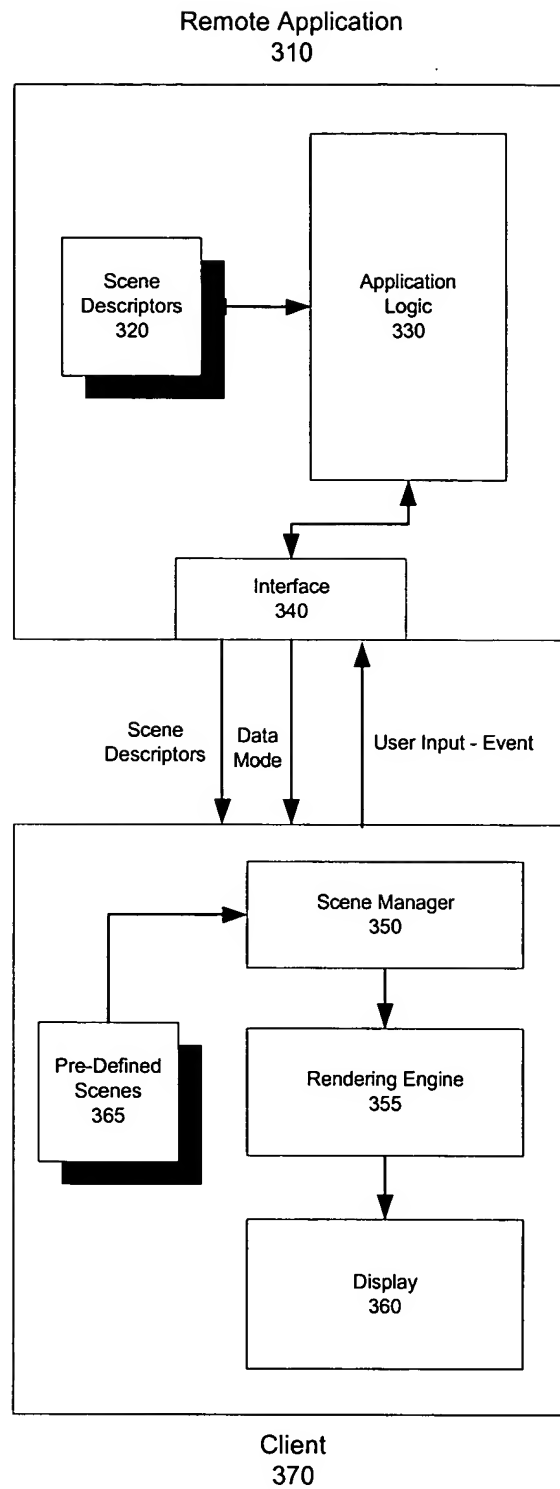 Remote Application
310
Scene
Descriptors
320
Application
Logic
330
Interface
340
Scene
Descriptors
Data
Mode
User Input - Event
Scene Manager
350
Pre-Defined
Scenes
365
Rendering Engine
355
Display
360
Client
370